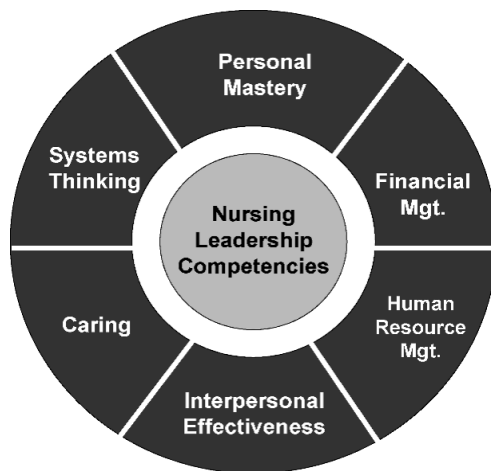 Personal
Mastery
Systems
Thinking
Financial
Mgt.
Nursing
Leadership
Competencies
Caring
Human
Resource
Mgt.
Interpersonal
Effectiveness